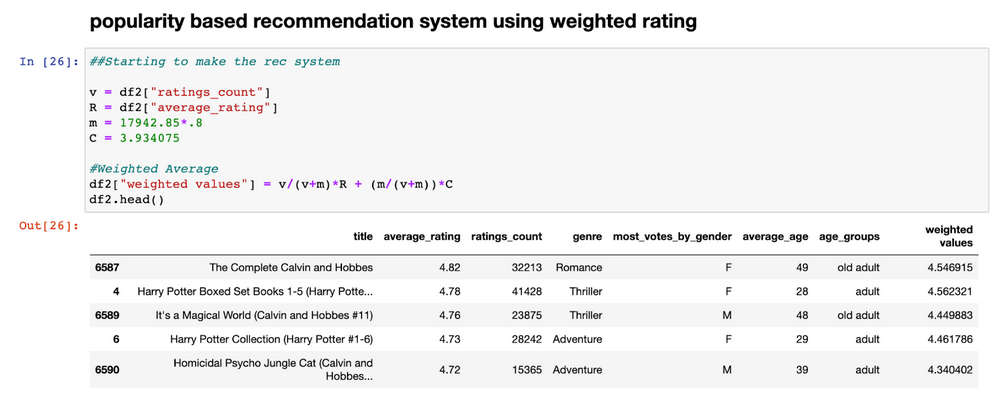 popularity based recommendation system using weighted rating
In [26]: ##Starting to make the rec system
v = df2["ratings_count"]
R = df2["average_rating"]
m = 17942.85*.8
C = 3.934075
#Weighted Average
df2["weighted values"] = v/(v+m)*R + (m/(v+m))*C
df2.head()
Out[26]:
title average_rating ratings_count genre most_votes_by_gender average_age age_groups weighted values
6587 The Complete Calvin and Hobbes 4.82 32213 Romance F 49 old adult 4.546915
4 Harry Potter Boxed Set Books 1-5 (Harry Potte... 4.78 41428 Thriller F 28 adult 4.562321
6589 It's a Magical World (Calvin and Hobbes #11) 4.76 23875 Thriller M 48 old adult 4.449883
6 Harry Potter Collection (Harry Potter #1-6) 4.73 28242 Adventure F 29 adult 4.461786
6590 Homicidal Psycho Jungle Cat (Calvin and Hobbes... 4.72 15365 Adventure M 39 adult 4.340402